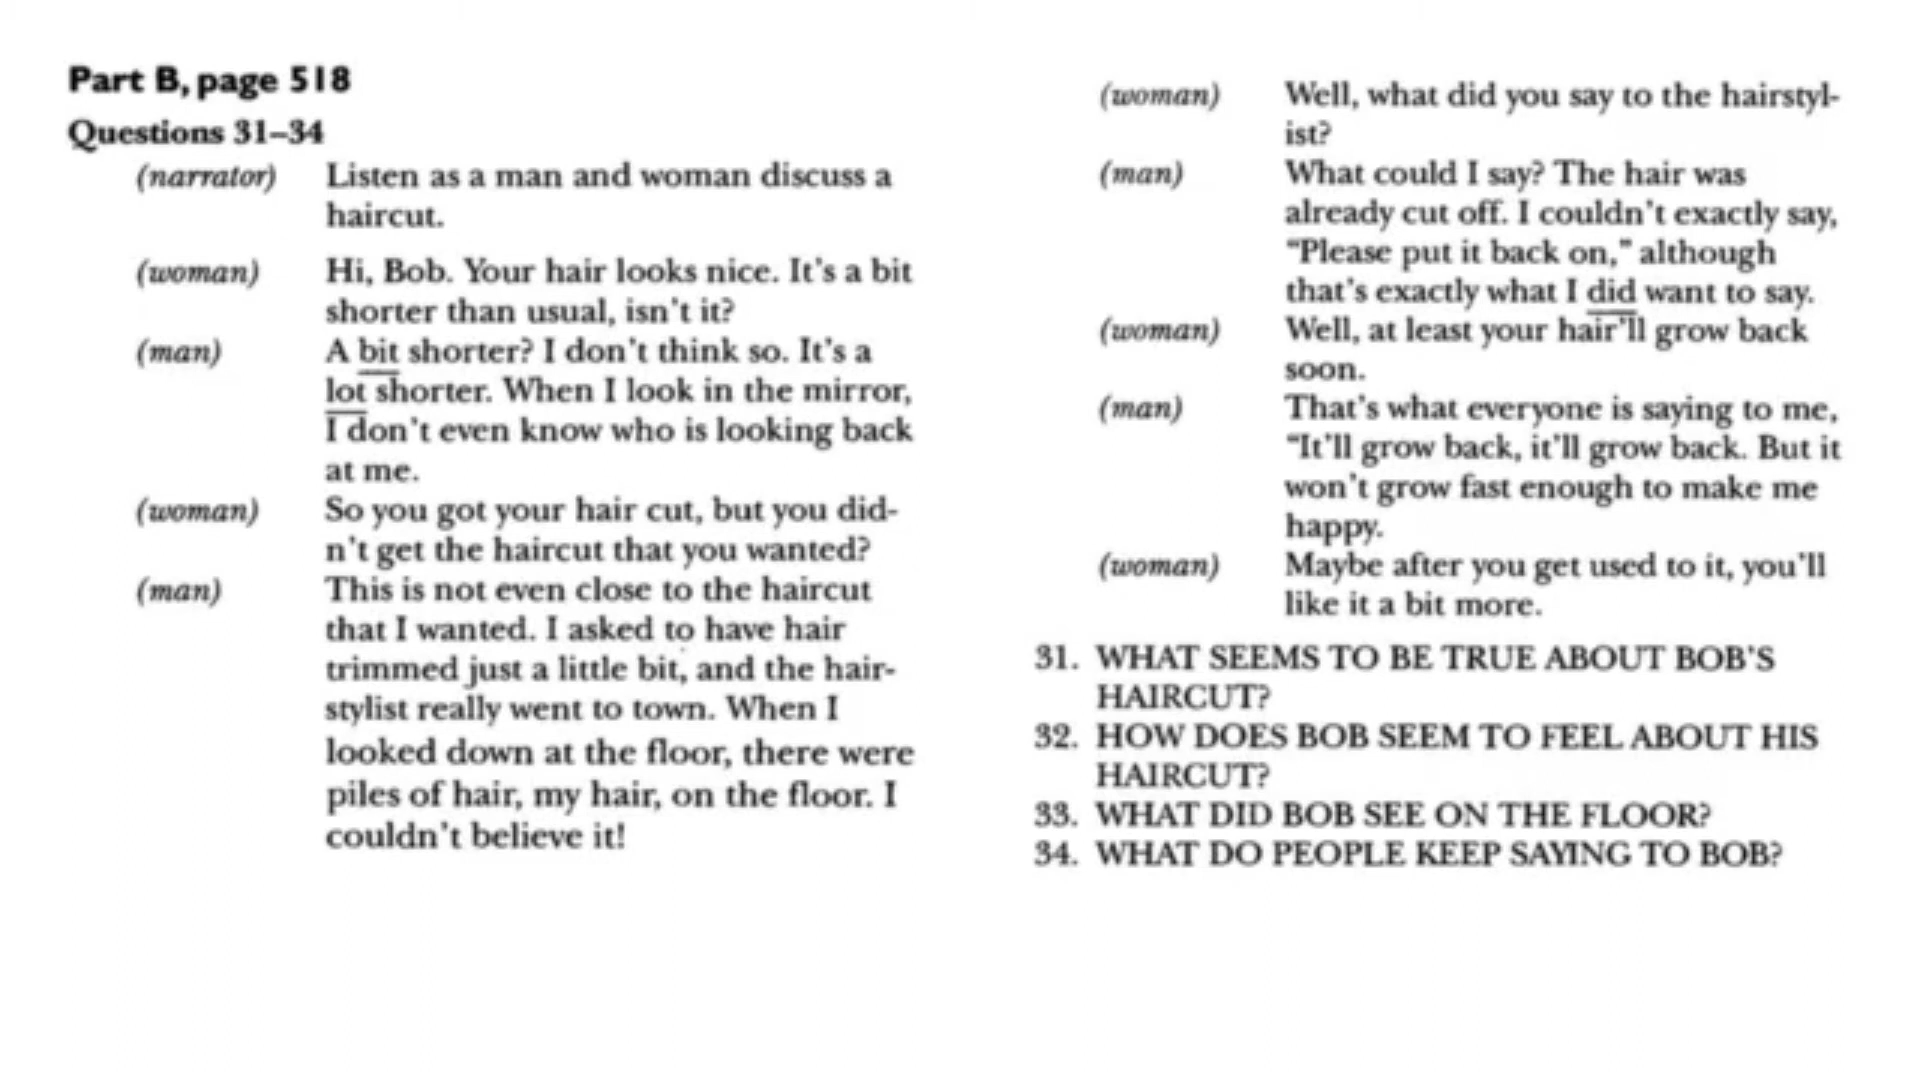 Part B, page 518
Questions 31–34
(narrator) Listen as a man and woman discuss a
haircut.
(woman) Hi, Bob. Your hair looks nice. It's a bit
shorter than usual, isn't it?
(man) A bit shorter? I don't think so. It's a
lot shorter. When I look in the mirror,
I don't even know who is looking back
at me.
(woman) So you got your hair cut, but you did-
n't get the haircut that you wanted?
(man) This is not even close to the haircut
that I wanted. I asked to have hair
trimmed just a little bit, and the hair-
stylist really went to town. When I
looked down at the floor, there were
piles of hair, my hair, on the floor. I
couldn't believe it!
(woman) Well, what did you say to the hairstyl-
ist?
(man) What could I say? The hair was
already cut off. I couldn't exactly say,
"Please put it back on," although
that's exactly what I did want to say.
(woman) Well, at least your hair'll grow back
soon.
(man) That's what everyone is saying to me,
"It'll grow back, it'll grow back. But it
won't grow fast enough to make me
happy.
(woman) Maybe after you get used to it, you'll
like it a bit more.
31. WHAT SEEMS TO BE TRUE ABOUT BOB'S
HAIRCUT?
32. HOW DOES BOB SEEM TO FEEL ABOUT HIS
HAIRCUT?
33. WHAT DID BOB SEE ON THE FLOOR?
34. WHAT DO PEOPLE KEEP SAYING TO BOB?